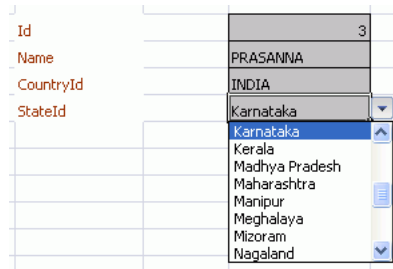 Id 3
Name PRASANNA
CountryId INDIA
StateId Karnataka
Karnataka
Kerala
Madhya Pradesh
Maharashtra
Manipur
Meghalaya
Mizoram
Nagaland